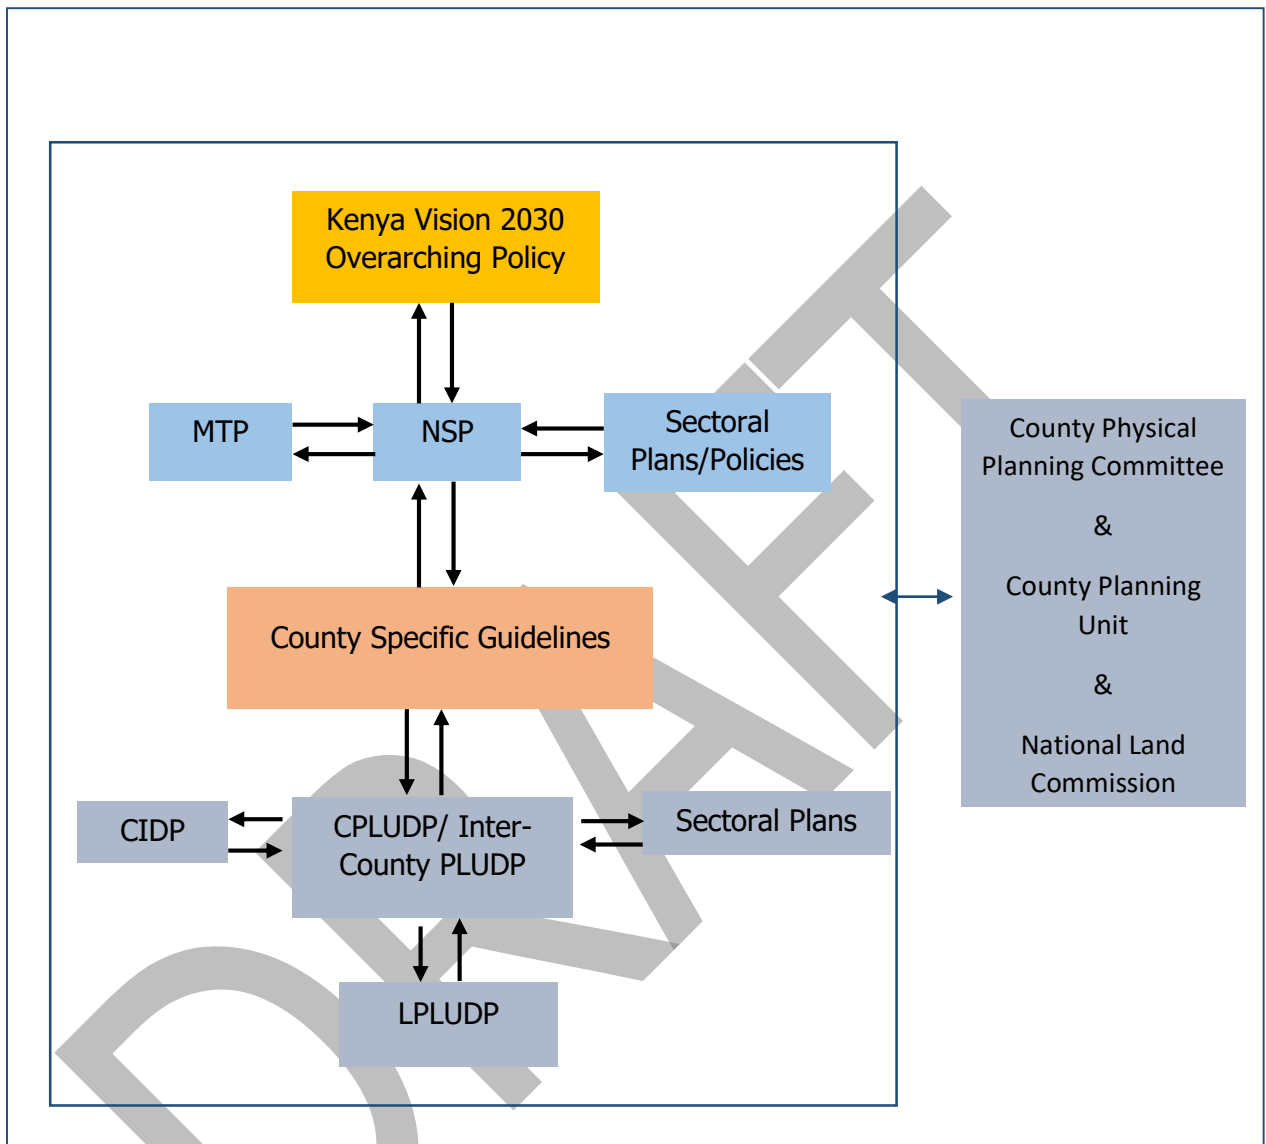 Kenya Vision 2030
Overarching Policy
MTP
NSP
Sectoral
Plans/Policies
County Specific Guidelines
CIDP
CPLUDP/ Inter-
County PLUDP
Sectoral Plans
LPLUDP
County Physical
Planning Committee
&
County Planning
Unit
&
National Land
Commission
DRAFT